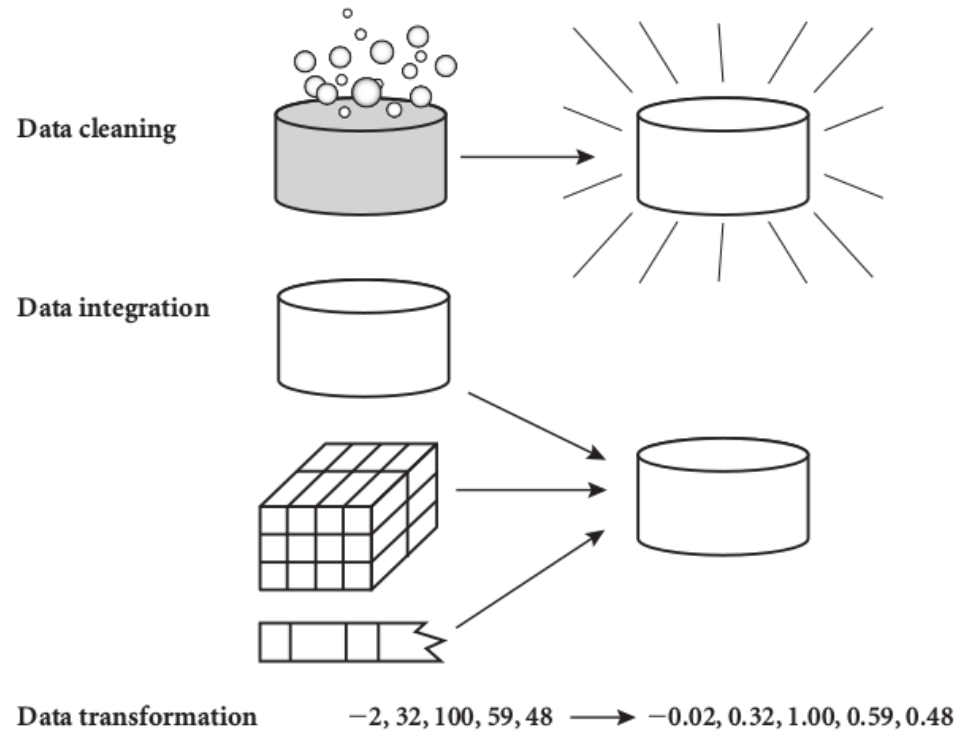 Data cleaning
Data integration
Data transformation −2, 32, 100, 59, 48 −0.02, 0.32, 1.00, 0.59, 0.48